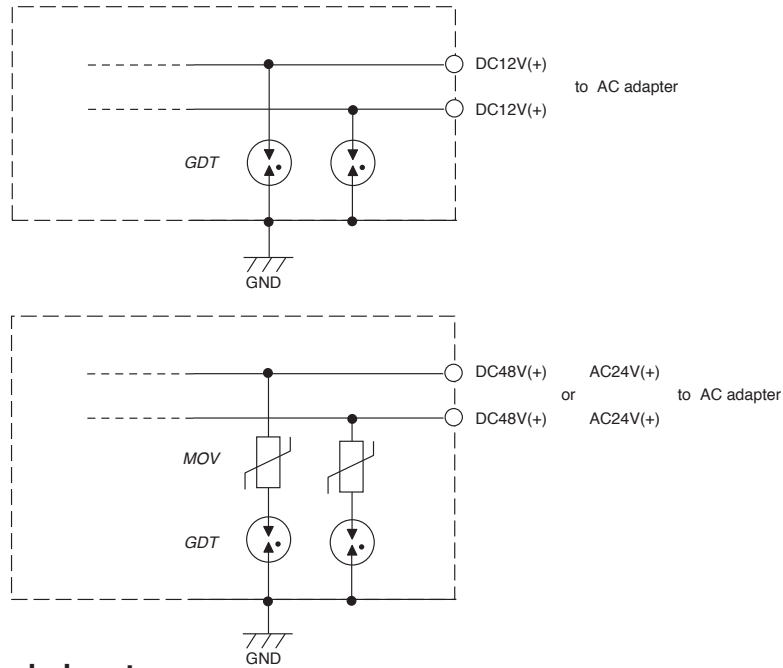 DC12V(+)
to AC adapter
DC12V(+)
GDT
GND
DC48V(+) AC24V(+)
or to AC adapter
DC48V(+) AC24V(+)
MOV
GDT
GND